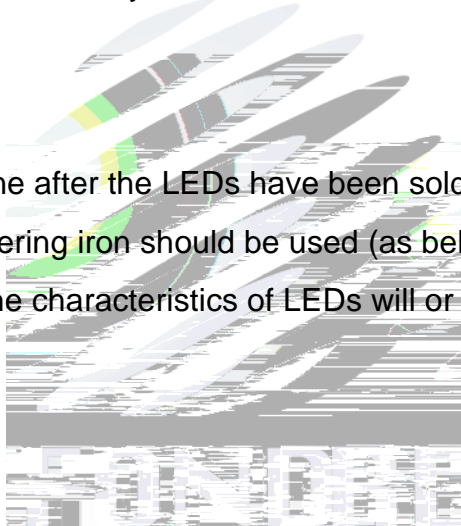 ne after the LEDs have been sold
ering iron should be used (as bel
ne characteristics of LEDs will or